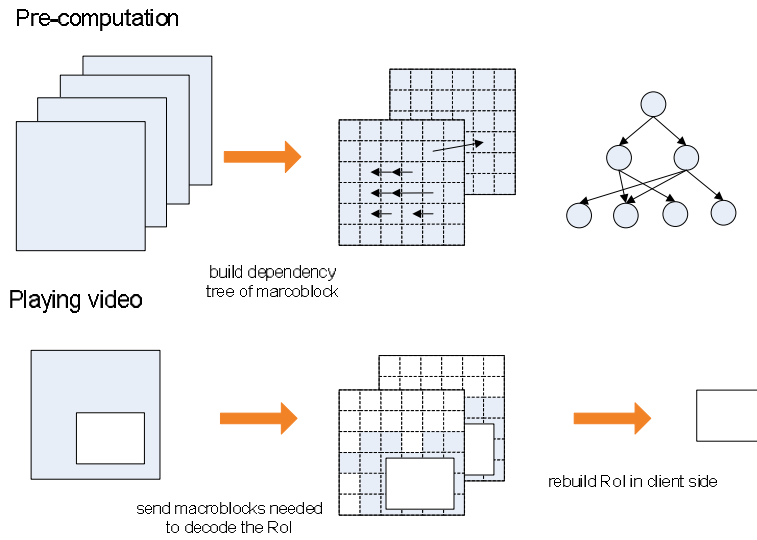 Pre-computation
build dependency
tree of marcoblock
Playing video
send macroblocks needed
to decode the RoI
rebuild RoI in client side